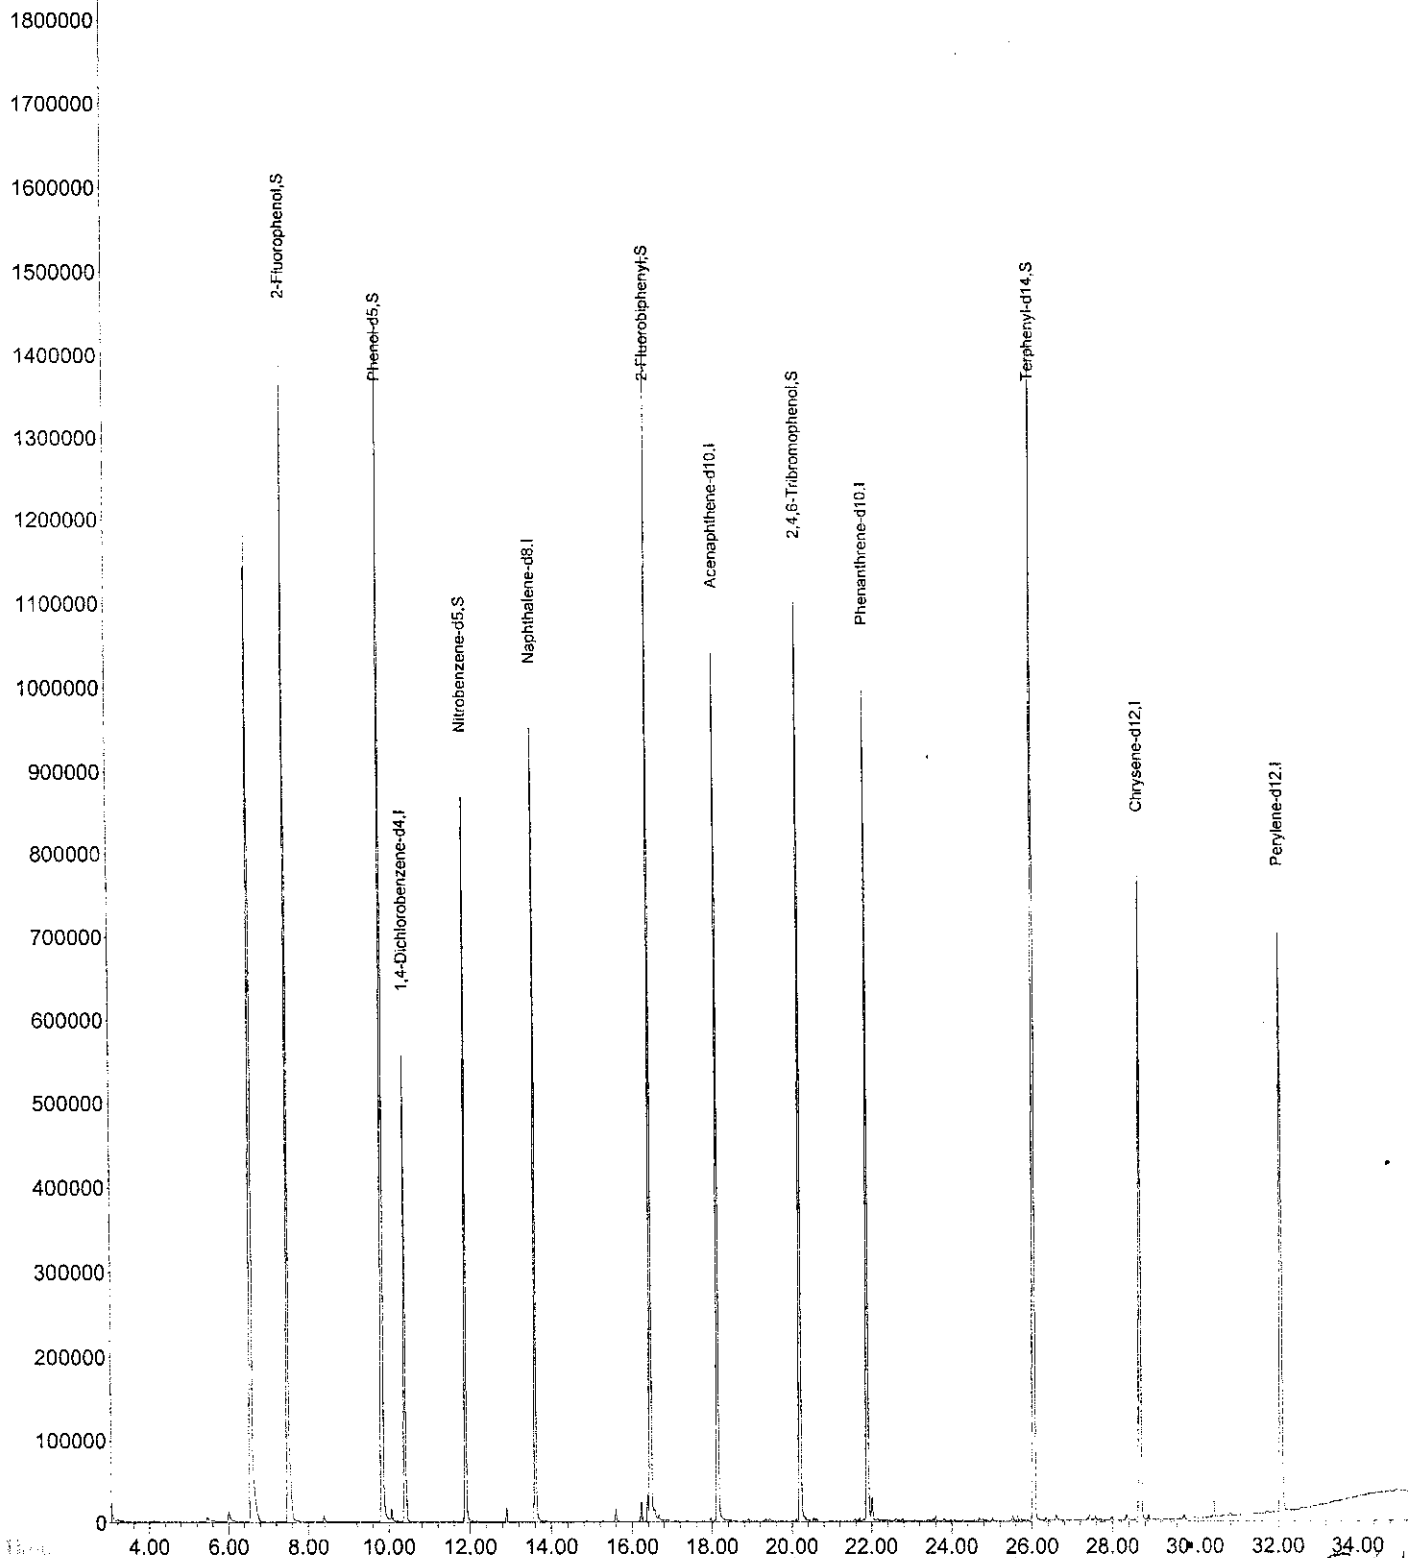 1800000
1700000
1600000
1500000
1400000
1300000
1200000
1100000
1000000
900000
800000
700000
600000
500000
400000
300000
200000
100000
0
2-Fluorophenol,S
Phenol-d5,S
1,4-Dichlorobenzene-d4,I
Nitrobenzene-d5,S
Naphthalene-d8,I
2-Fluorobiphenyl,S
Acenaphthene-d10,I
2,4,6-Tribromophenol,S
Phenanthrene-d10,I
Terphenyl-d14,S
Chrysene-d12,I
Perylene-d12,I
4.00 6.00 8.00 10.00 12.00 14.00 16.00 18.00 20.00 22.00 24.00 26.00 28.00 30.00 32.00 34.00